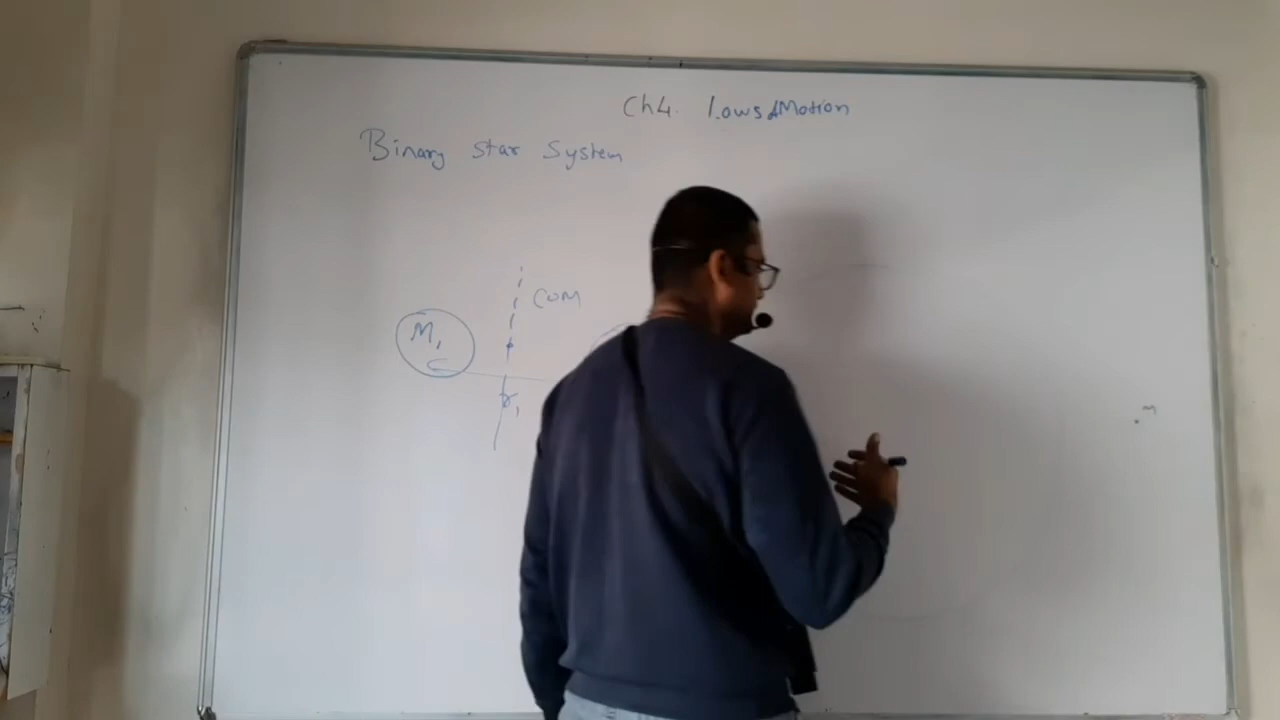 Ch4. Laws of Motion
Binary Star System
COM
M₁
r₁
m